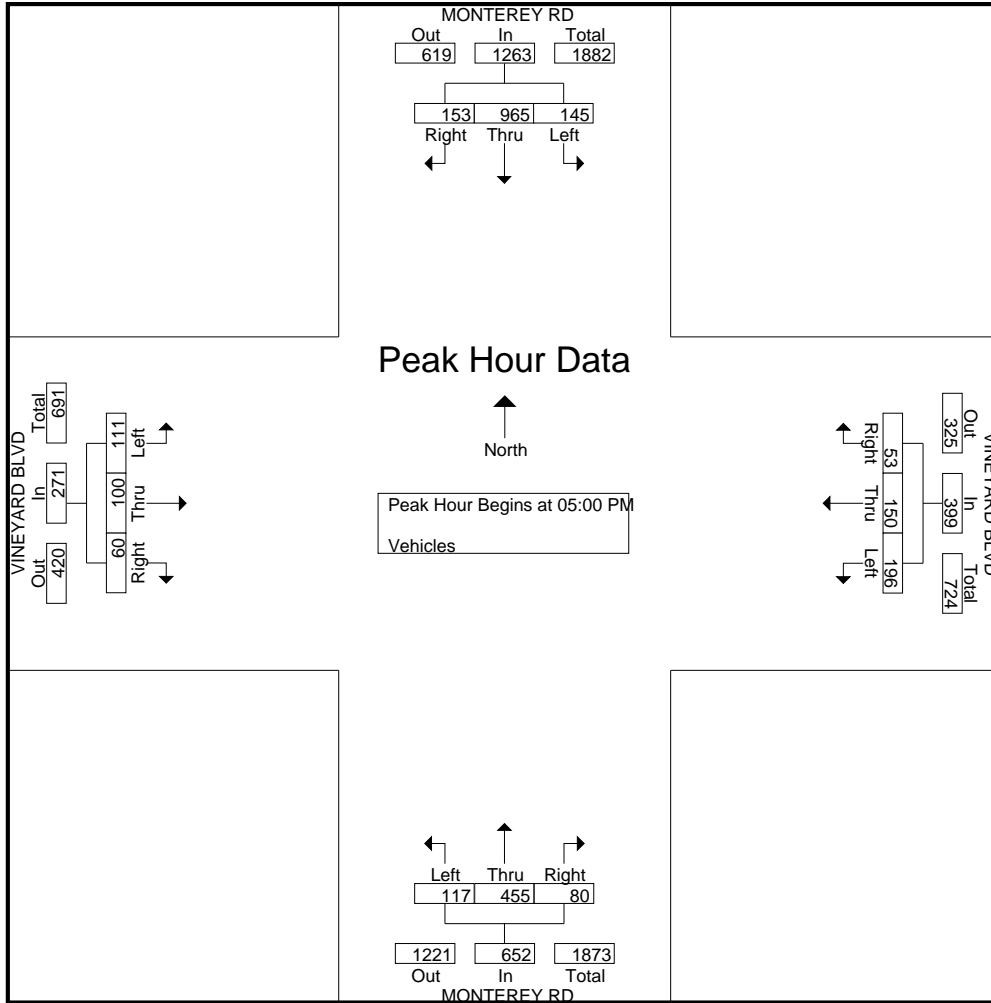 MONTEREY RD
Out In Total
619 1263 1882
153 965 145
Right Thru Left
Peak Hour Data
North
Peak Hour Begins at 05:00 PM
Vehicles
VINEYARD BLVD
Out In Total
420 271 691
60 100 111
Right Thru Left
VINEYARD BLVD
Out In Total
325 399 724
53 150 196
Right Thru Left
Left Thru Right
117 455 80
1221 652 1873
Out In Total
MONTEREY RD